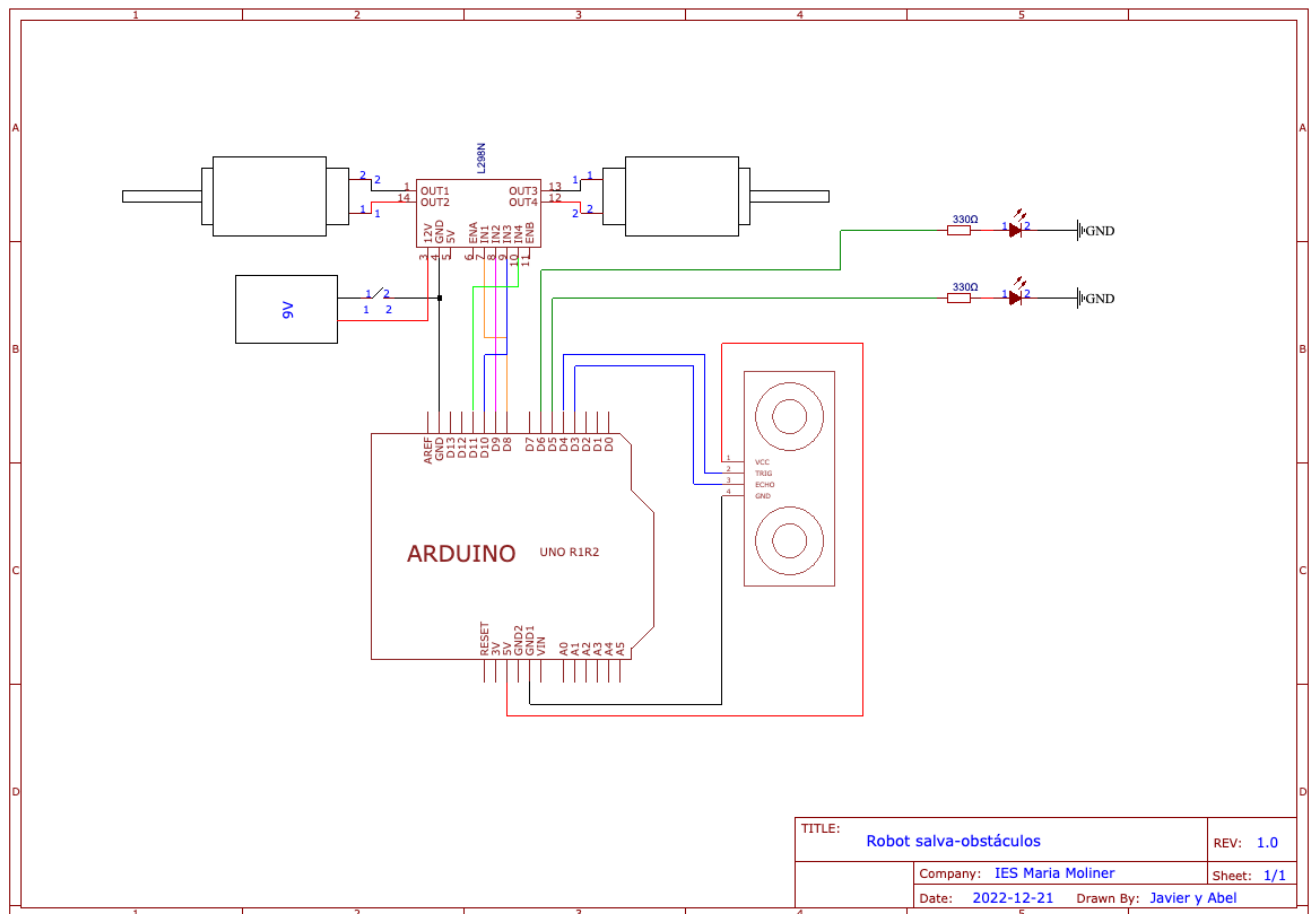 1 2 3 4 5
A A
L298N
2 2 1 13 1 1
OUT1 OUT3
14 12
OUT2 OUT4
1 1 2 2
12V GND 5V ENA IN1 IN2 IN3 IN4 ENB
3 4 5 6 7 8 9 10 11
330Ω
1 2 GND
330Ω
1 2 GND
9V
1 2
1 2
B B
AREF GND D13 D12 D11 D10 D9 D8 D7 D6 D5 D4 D3 D2 D1 D0
1 VCC
2 TRIG
3 ECHO
4 GND
ARDUINO UNO R1R2
C C
RESET 3V 5V GND2 GND1 VIN A0 A1 A2 A3 A4 A5
D D
TITLE:
Robot salva-obstáculos
REV: 1.0
Company: IES Maria Moliner
Sheet: 1/1
Date: 2022-12-21 Drawn By: Javier y Abel
1 2 3 4 5